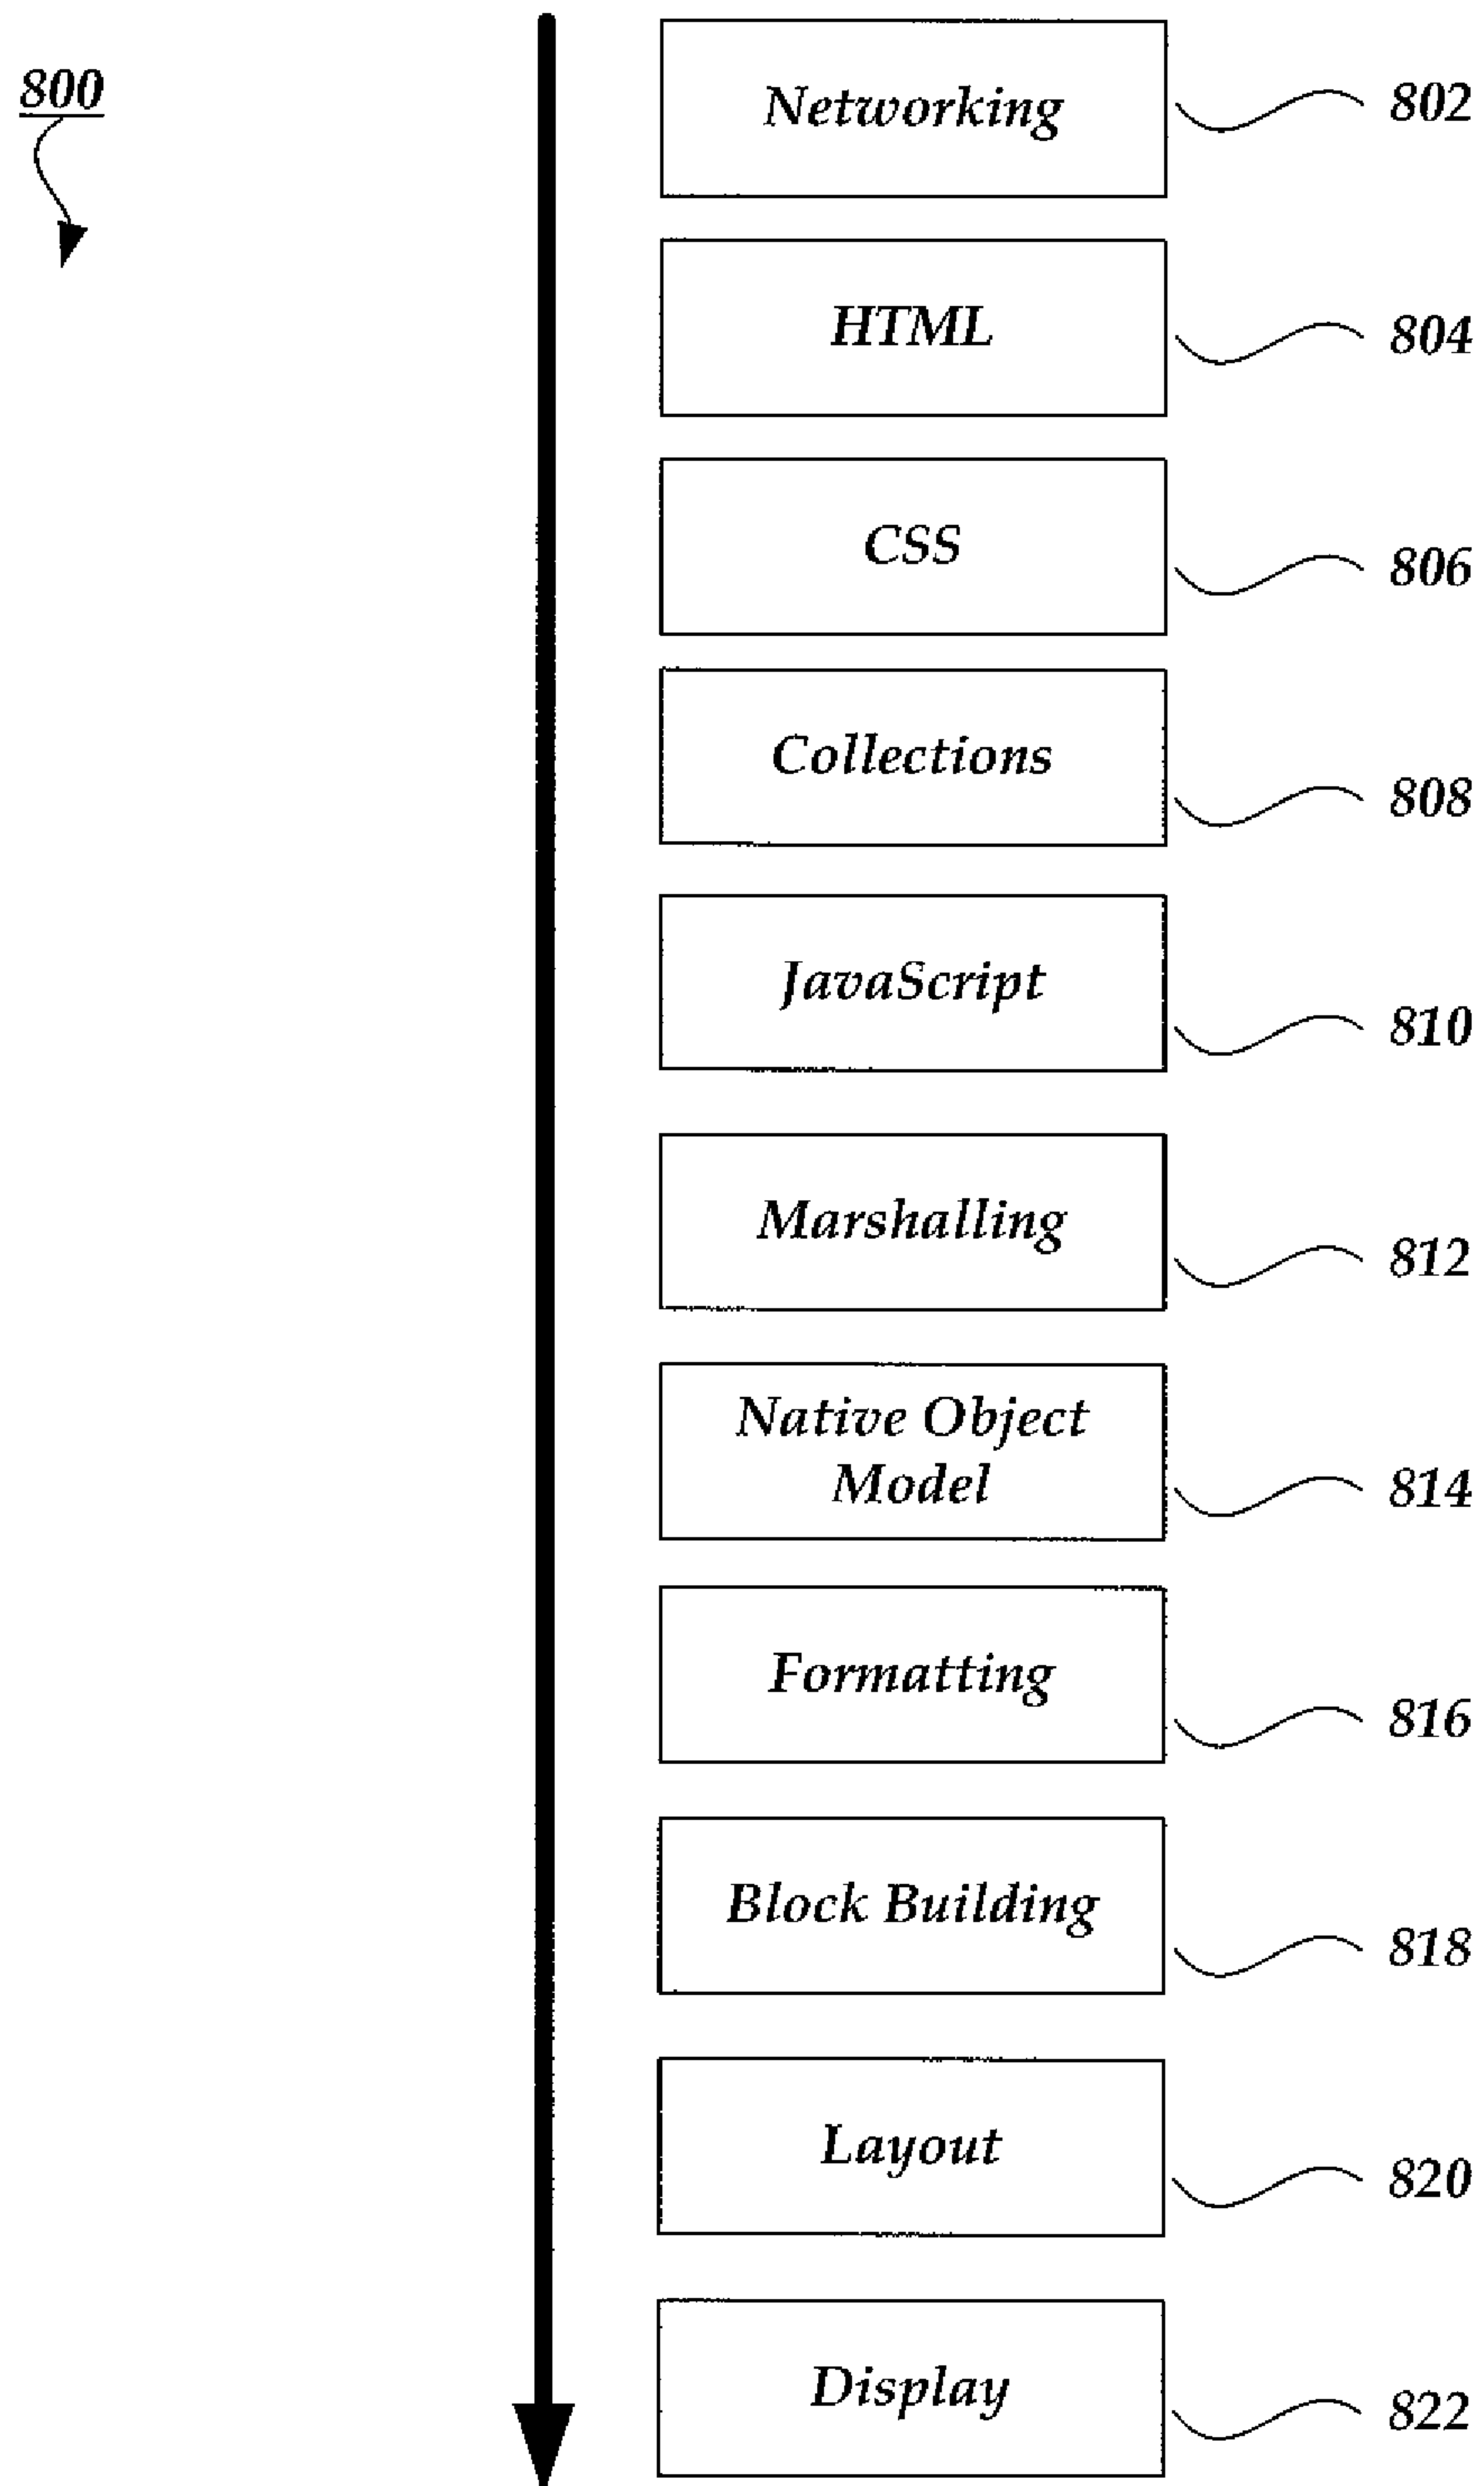 800
Networking
802
HTML
804
CSS
806
Collections
808
JavaScript
810
Marshalling
812
Native Object
Model
814
Formatting
816
Block Building
818
Layout
820
Display
822